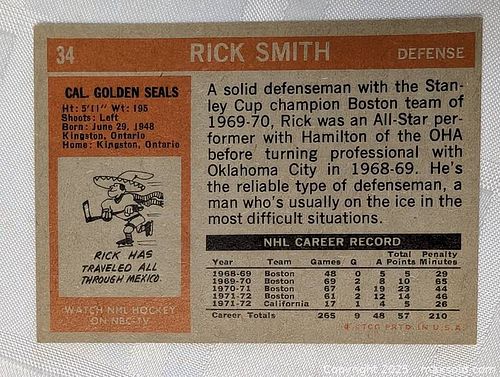 34 RICK SMITH DEFENSE
CAL. GOLDEN SEALS
Ht: 5'11" Wt: 195
Shoots: Left
Born: June 29, 1948
Kingston, Ontario
Home: Kingston, Ontario
RICK HAS
TRAVELED ALL
THROUGH MEXICO.
WATCH NHL HOCKEY
ON NBC-TV
A solid defenseman with the Stan-
ley Cup champion Boston team of
1969-70, Rick was an All-Star per-
former with Hamilton of the OHA
before turning professional with
Oklahoma City in 1968-69. He's
the reliable type of defenseman, a
man who's usually on the ice in the
most difficult situations.
NHL CAREER RECORD
Total Penalty
Year Team Games G A Points Minutes
1968-69 Boston 48 0 5 5 29
1969-70 Boston 69 2 8 10 65
1970-71 Boston 67 4 19 23 44
1971-72 Boston 61 2 12 14 46
1971-72 California 17 1 4 5 26
Career Totals 265 9 48 57 210
T.C.G. PRTD. IN U.S.A.
Copyright 2025 - maxsold.com